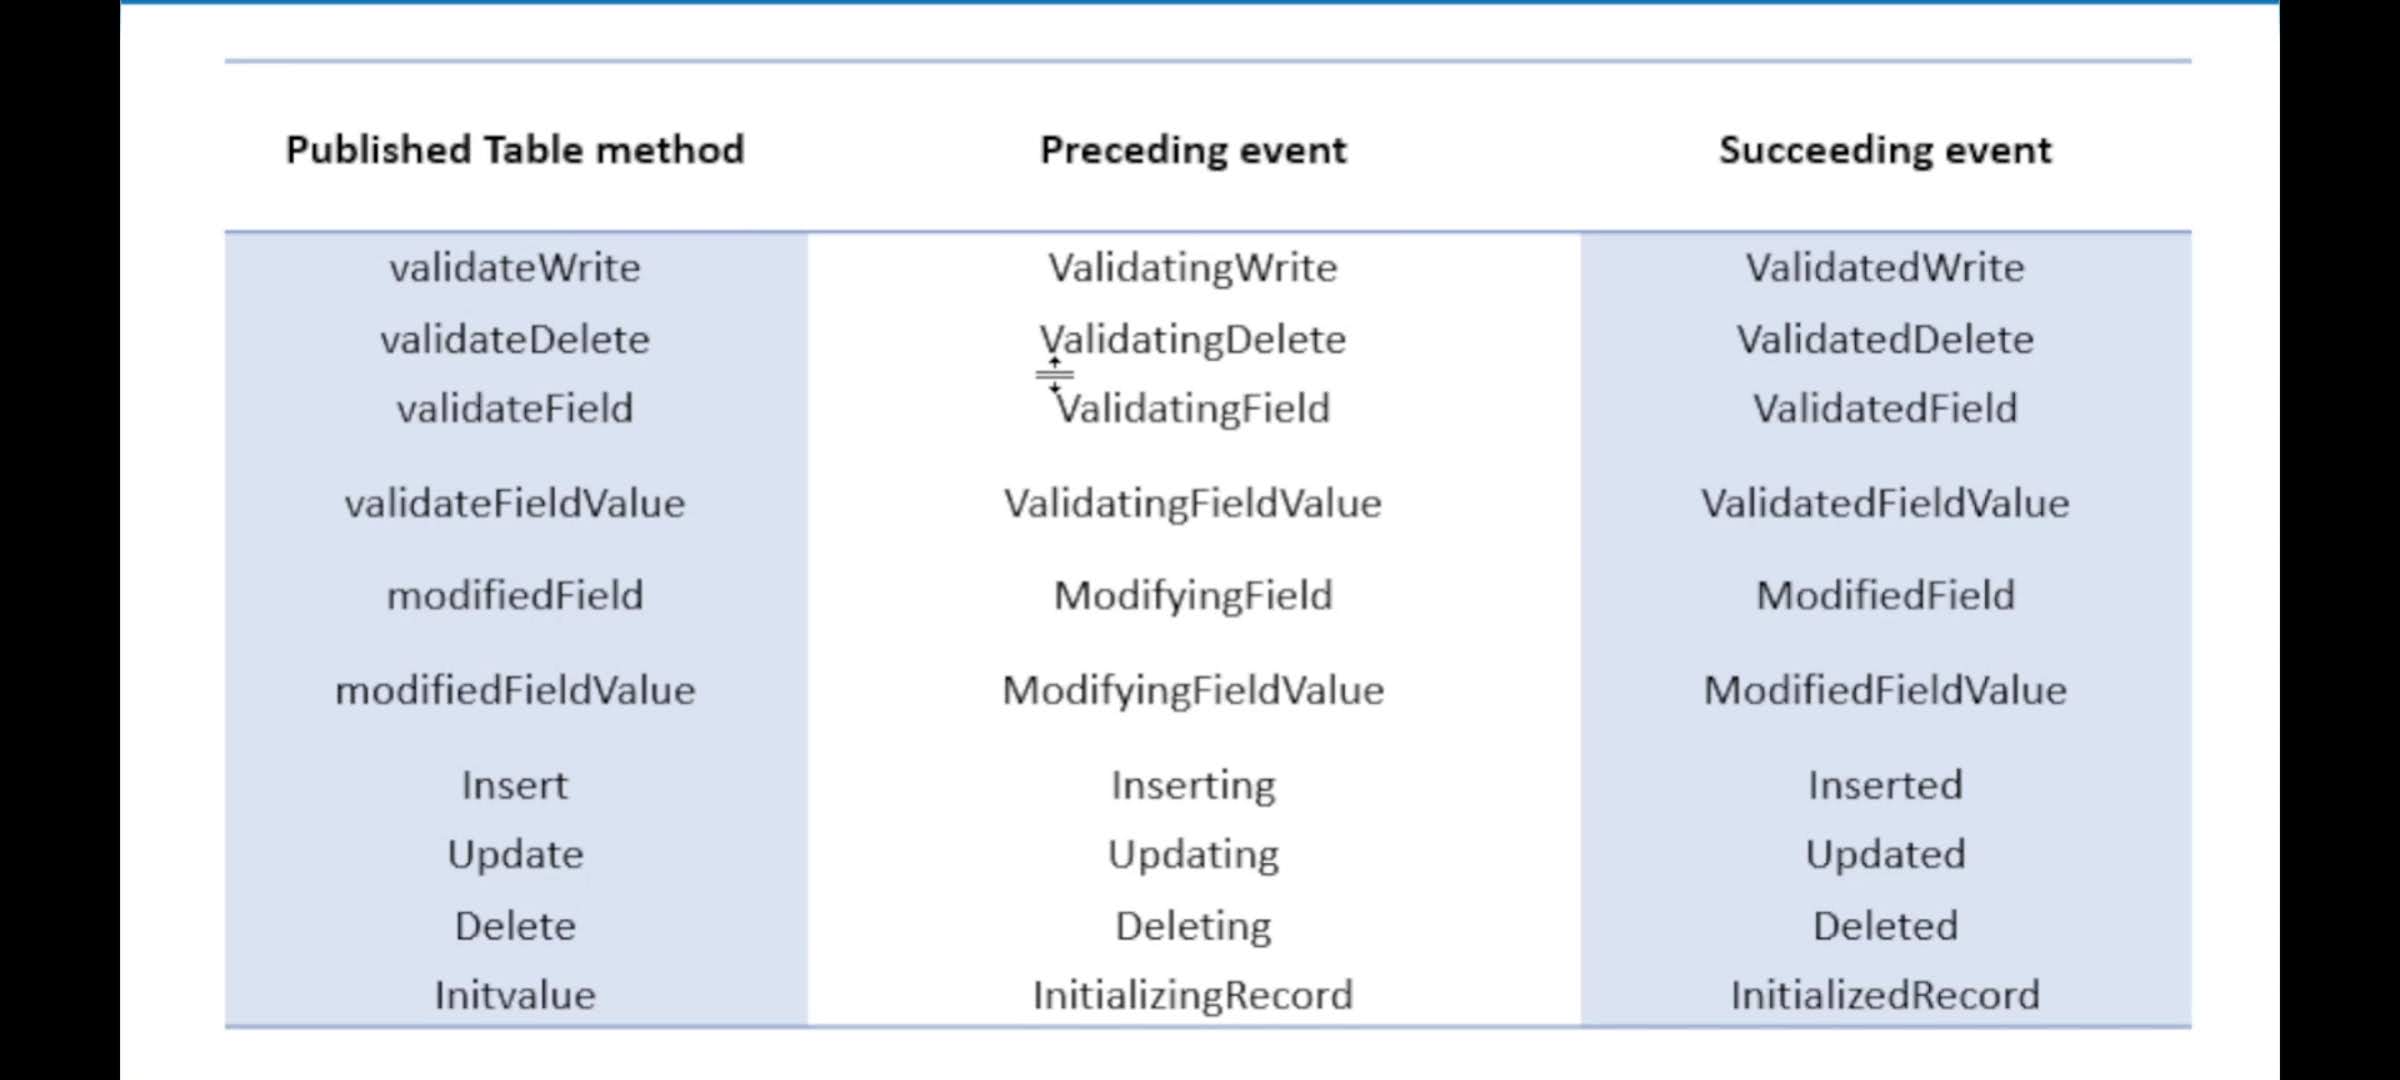 Published Table method Preceding event Succeeding event
validateWrite ValidatingWrite ValidatedWrite
validateDelete ValidatingDelete ValidatedDelete
validateField ValidatingField ValidatedField
validateFieldValue ValidatingFieldValue ValidatedFieldValue
modifiedField ModifyingField ModifiedField
modifiedFieldValue ModifyingFieldValue ModifiedFieldValue
Insert Inserting Inserted
Update Updating Updated
Delete Deleting Deleted
Initvalue InitializingRecord InitializedRecord